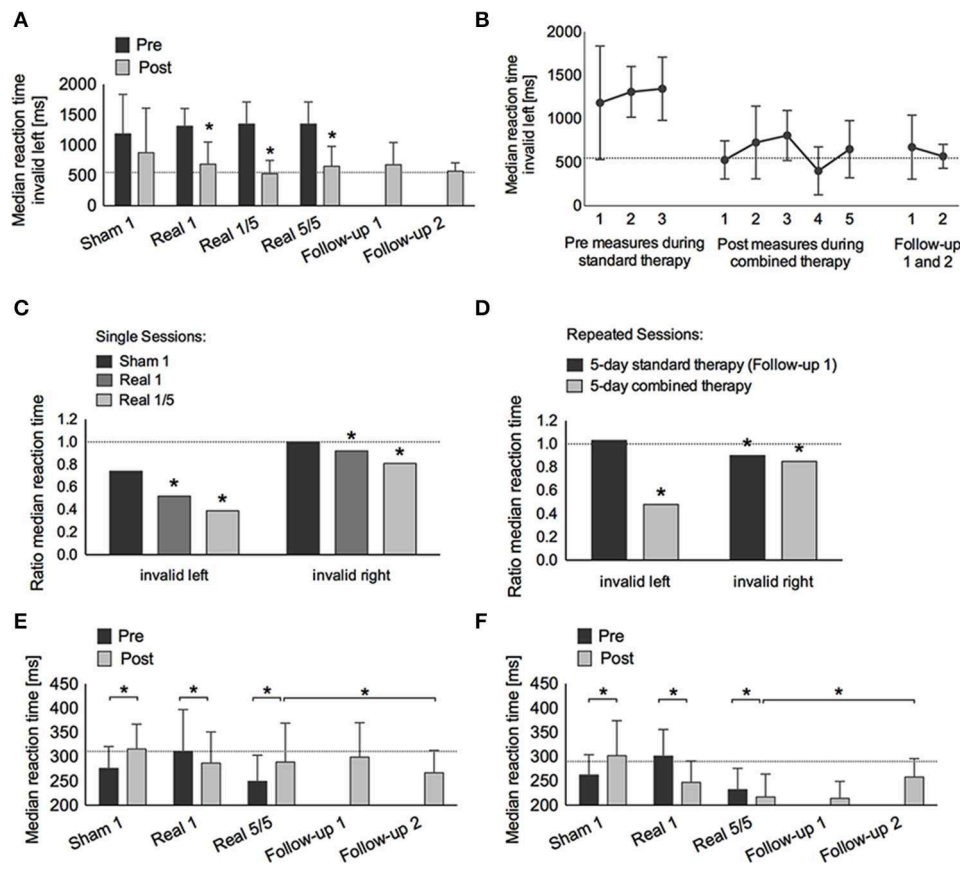 A
Pre
Post
Median reaction time
invalid left [ms]
2000
1500
1000
500
0
* * *
Sham 1 Real 1 Real 1/5 Real 5/5 Follow-up 1 Follow-up 2
B
Median reaction time
invalid left [ms]
2000
1500
1000
500
0
1 2 3 1 2 3 4 5 1 2
Pre measures during
standard therapy
Post measures during
combined therapy
Follow-up
1 and 2
C
Single Sessions:
Sham 1
Real 1
Real 1/5
Ratio median reaction time
1.2
1.0
0.8
0.6
0.4
0.2
0.0
* * * *
invalid left invalid right
D
Repeated Sessions:
5-day standard therapy (Follow-up 1)
5-day combined therapy
Ratio median reaction time
1.2
1.0
0.8
0.6
0.4
0.2
0.0
* * *
invalid left invalid right
E
Pre
Post
Median reaction time [ms]
450
400
350
300
250
200
* * * *
Sham 1 Real 1 Real 5/5 Follow-up 1 Follow-up 2
F
Pre
Post
Median reaction time [ms]
450
400
350
300
250
200
* * * *
Sham 1 Real 1 Real 5/5 Follow-up 1 Follow-up 2